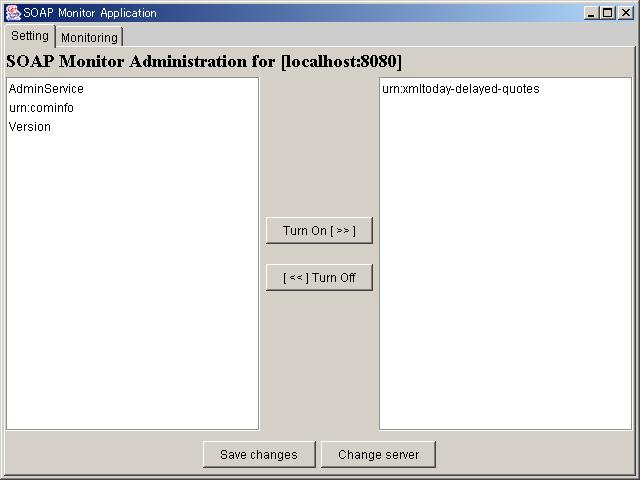 SOAP Monitor Application
Setting
Monitoring
SOAP Monitor Administration for [localhost:8080]
AdminService
urn:cominfo
Version
urn:xmltoday-delayed-quotes
Turn On [ >> ]
[ << ] Turn Off
Save changes
Change server